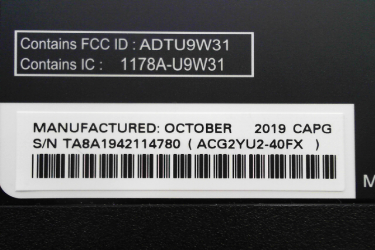 Contains FCC ID : ADTU9W31
Contains IC : 1178A-U9W31
MANUFACTURED: OCTOBER 2019 CAPG
S/N TA8A1942114780 ( ACG2YU2-40FX )
M